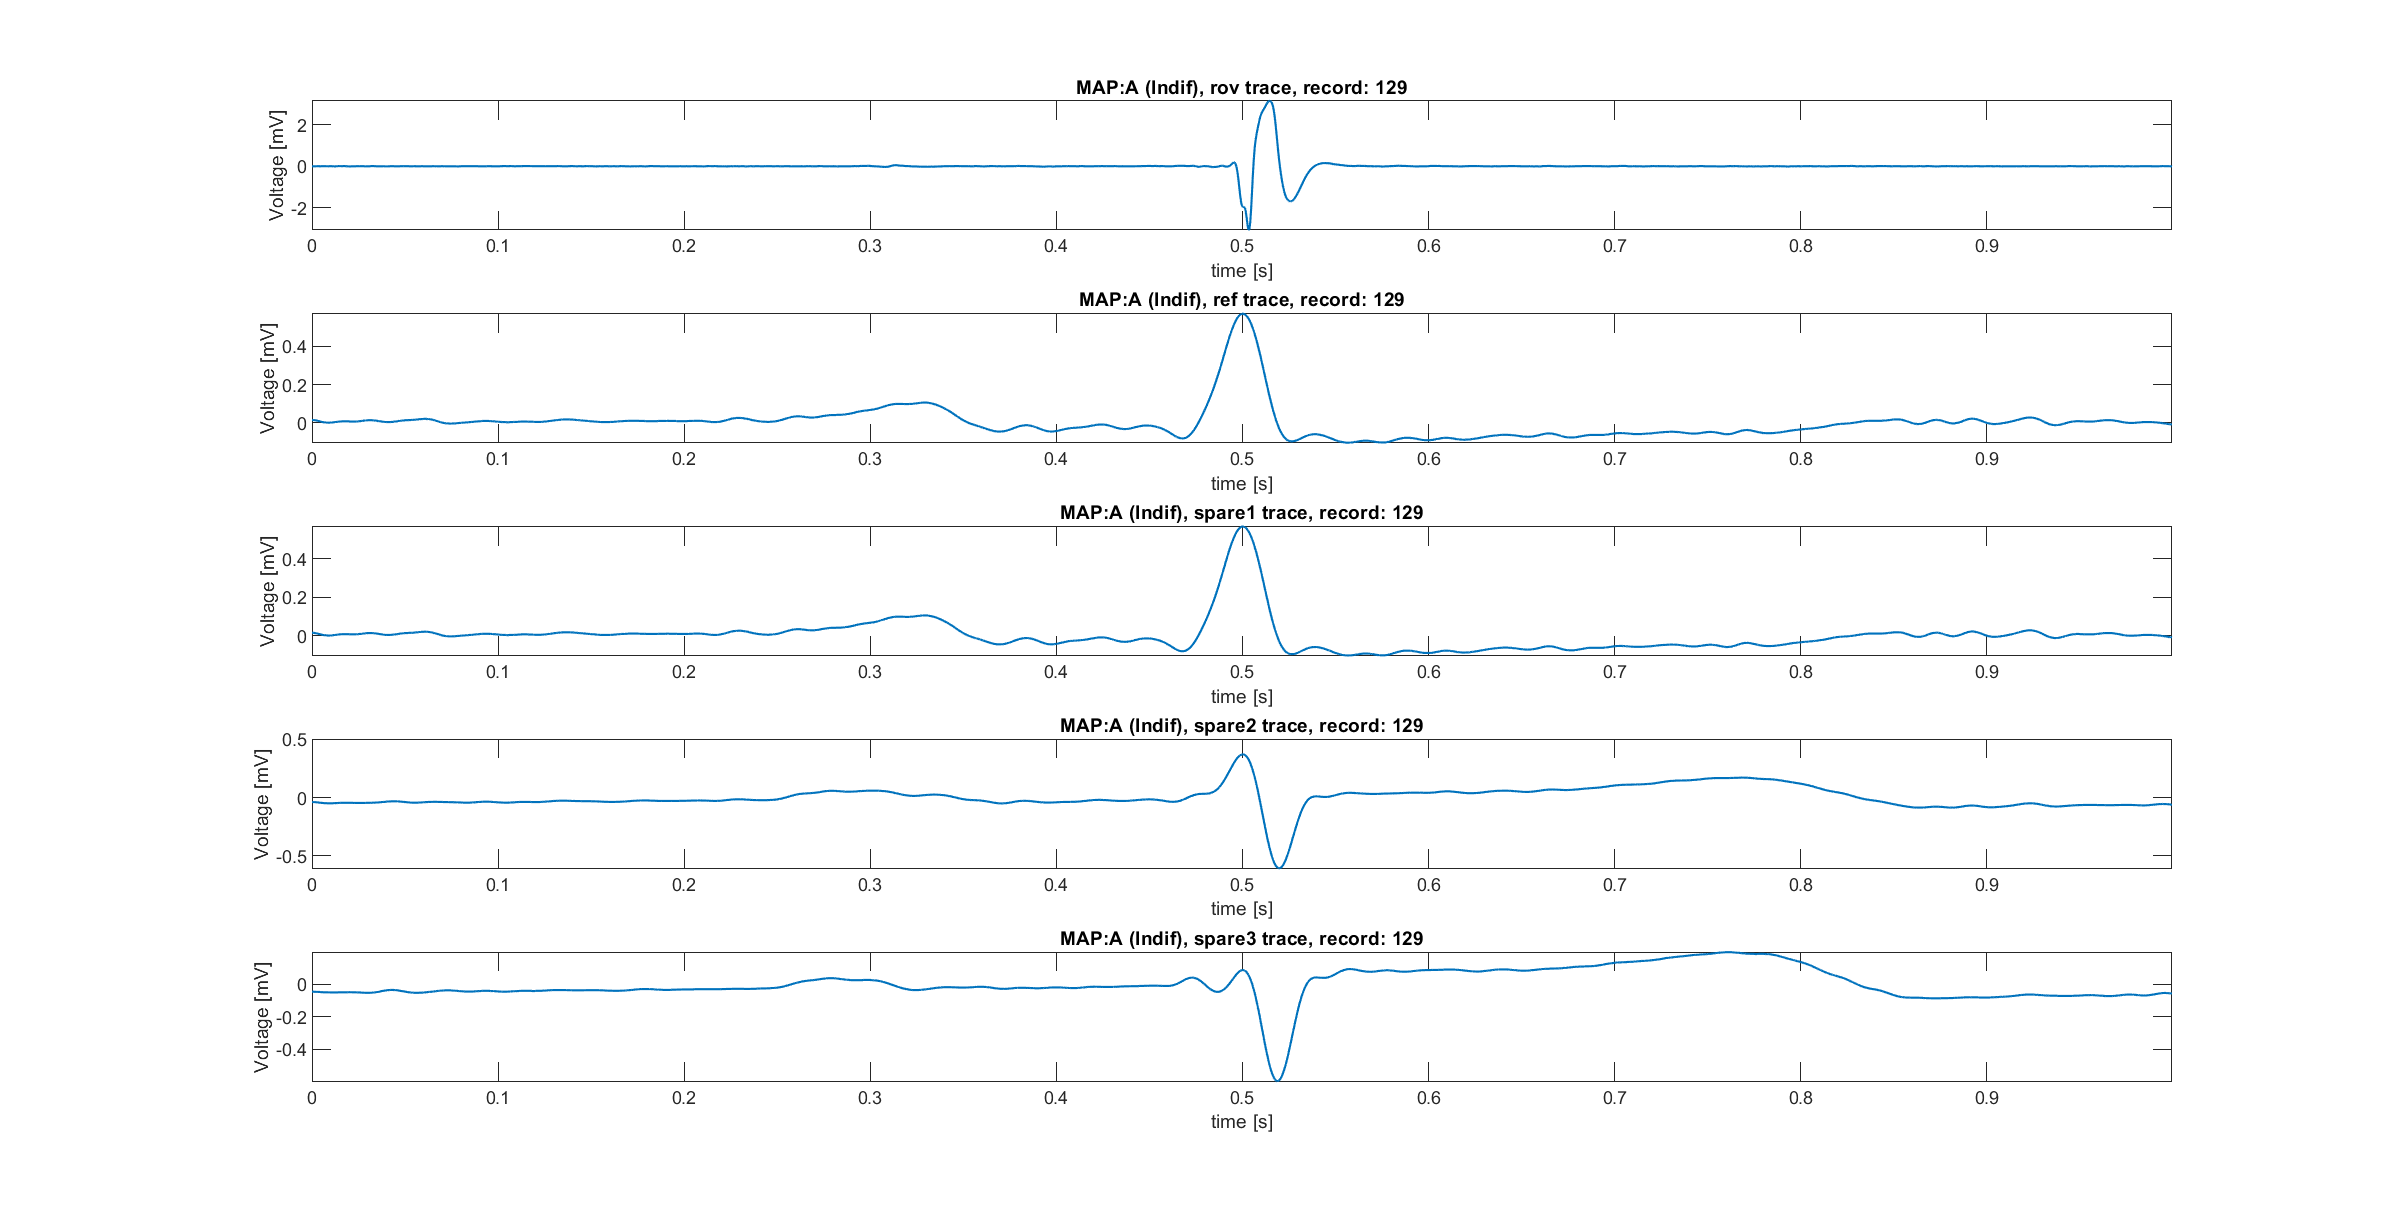 MAP:A (Indif), rov trace, record: 129
Voltage [mV]
2
0
-2
0 0.1 0.2 0.3 0.4 0.5 0.6 0.7 0.8 0.9
time [s]
MAP:A (Indif), ref trace, record: 129
Voltage [mV]
0.4
0.2
0
0 0.1 0.2 0.3 0.4 0.5 0.6 0.7 0.8 0.9
time [s]
MAP:A (Indif), spare1 trace, record: 129
Voltage [mV]
0.4
0.2
0
0 0.1 0.2 0.3 0.4 0.5 0.6 0.7 0.8 0.9
time [s]
MAP:A (Indif), spare2 trace, record: 129
Voltage [mV]
0.5
0
-0.5
0 0.1 0.2 0.3 0.4 0.5 0.6 0.7 0.8 0.9
time [s]
MAP:A (Indif), spare3 trace, record: 129
Voltage [mV]
0
-0.2
-0.4
0 0.1 0.2 0.3 0.4 0.5 0.6 0.7 0.8 0.9
time [s]